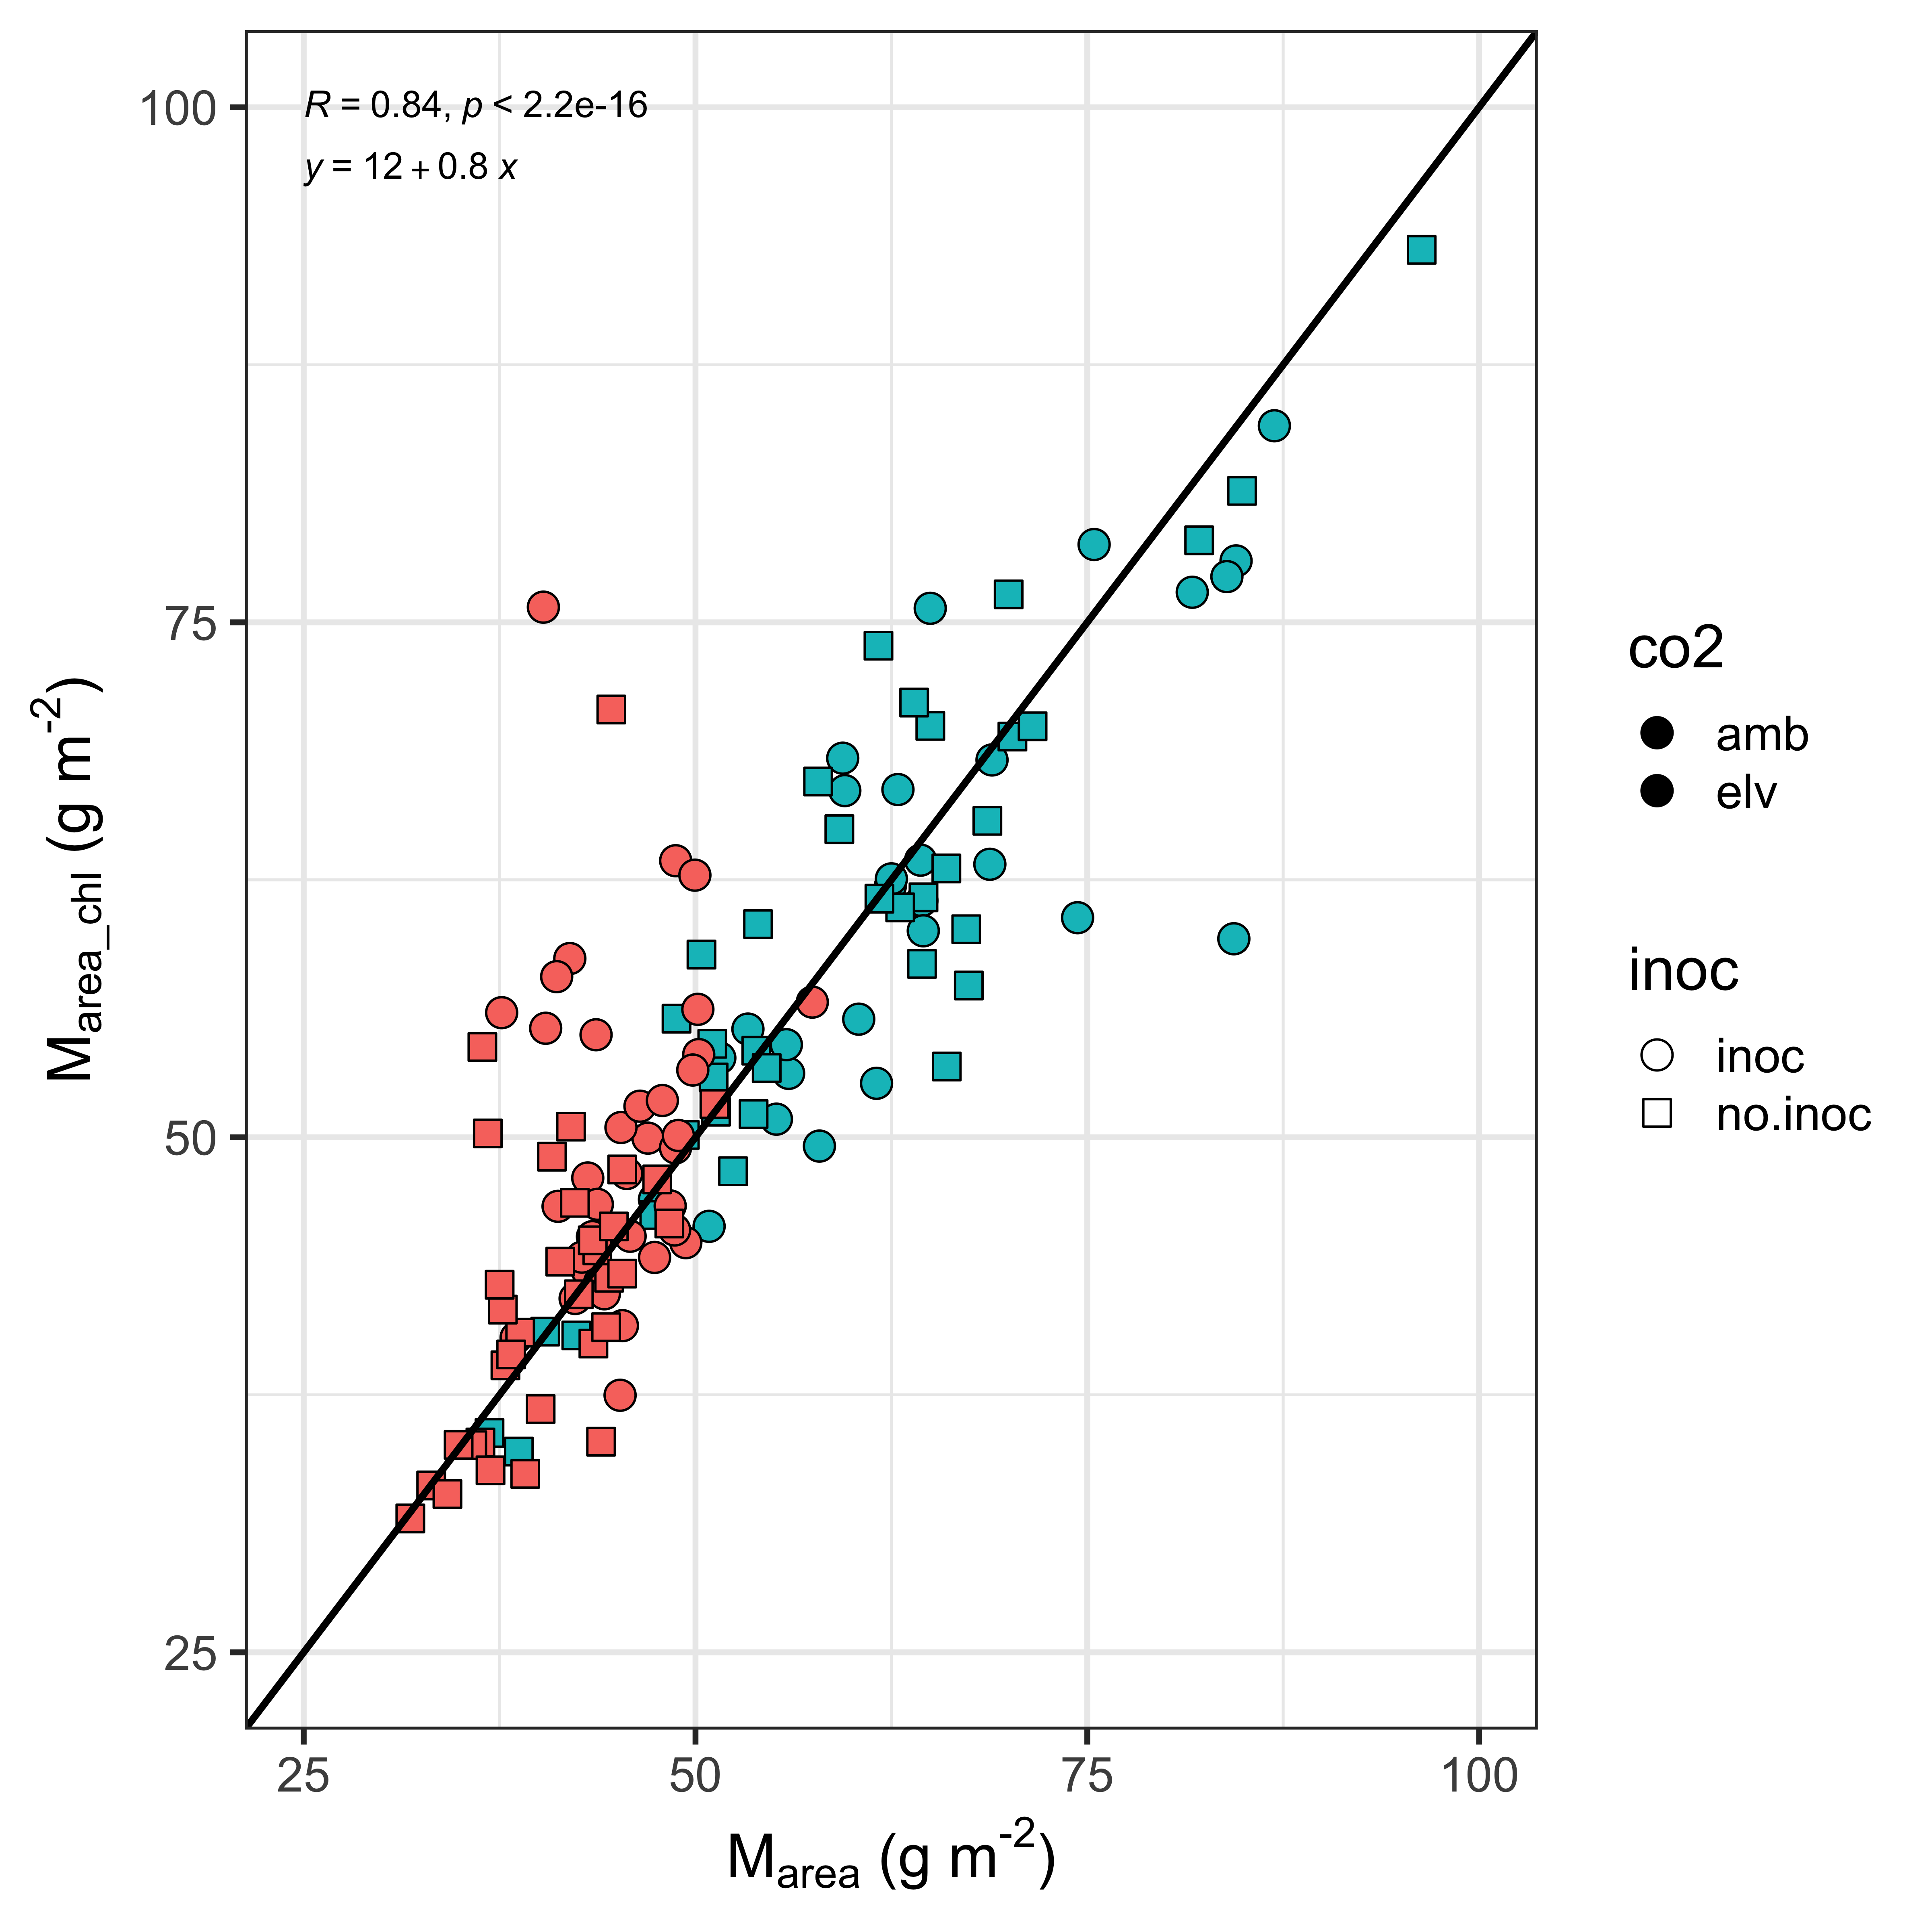 R = 0.84, p < 2.2e-16
y = 12 + 0.8 x
100
75
50
25
M_area_chl (g m^-2)
25 50 75 100
M_area (g m^-2)
co2
amb
elv
inoc
inoc
no.inoc